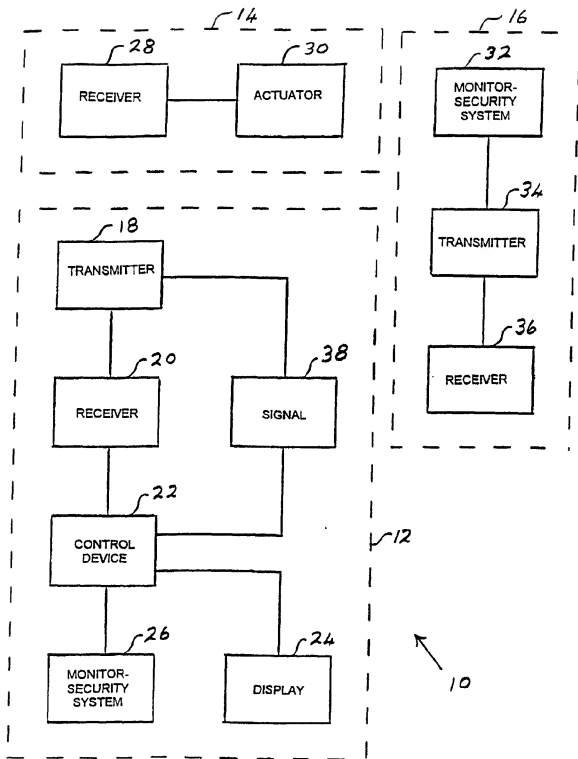 14
28
RECEIVER
30
ACTUATOR
16
32
MONITOR-
SECURITY
SYSTEM
34
TRANSMITTER
36
RECEIVER
18
TRANSMITTER
20
RECEIVER
38
SIGNAL
22
CONTROL
DEVICE
12
26
MONITOR-
SECURITY
SYSTEM
24
DISPLAY
10